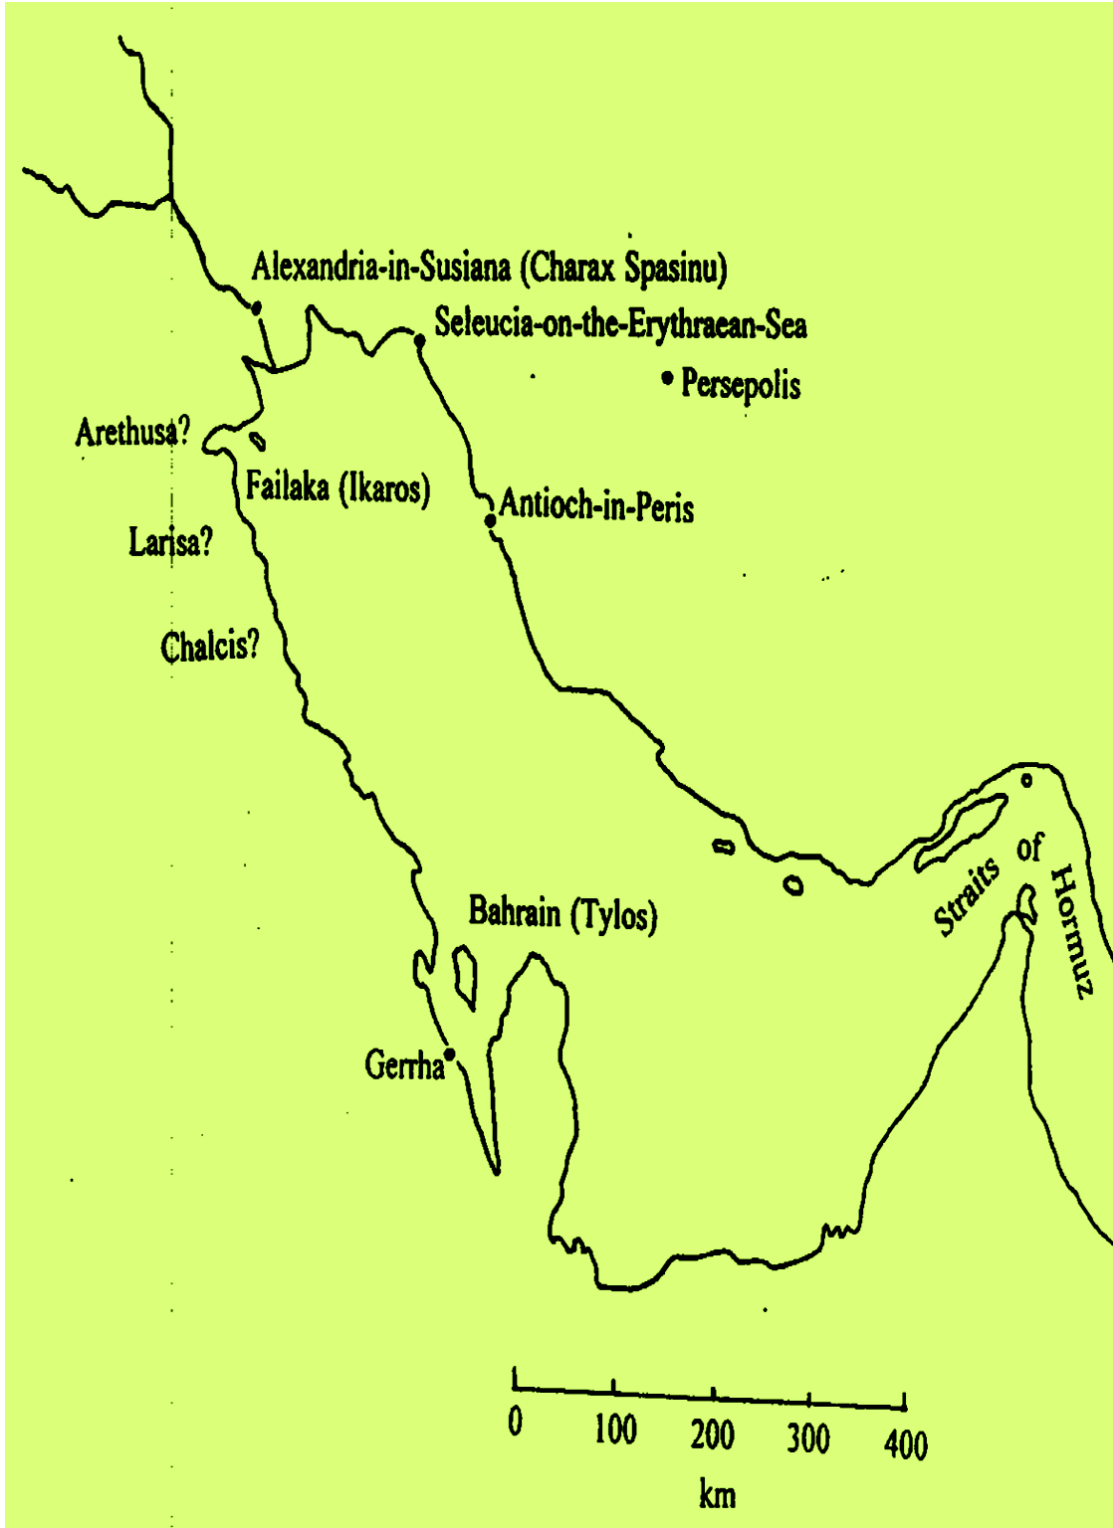 Alexandria-in-Susiana (Charax Spasinu)
Seleucia-on-the-Erythraean-Sea
Persepolis
Arethusa?
Failaka (Ikaros)
Antioch-in-Peris
Larisa?
Chalcis?
Straits of Hormuz
Bahrain (Tylos)
Gerrha
0 100 200 300 400
km